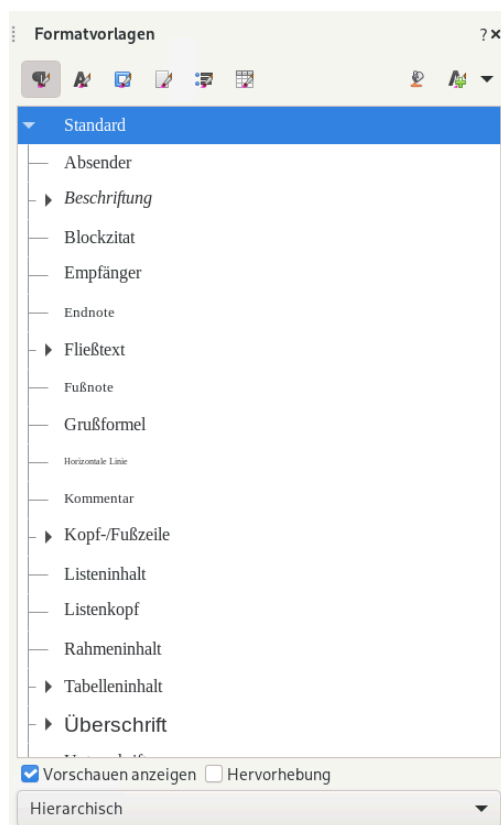 Formatvorlagen
?
Standard
Absender
Beschriftung
Blockzitat
Empfänger
Endnote
Fließtext
Fußnote
Grußformel
Horizontale Linie
Kommentar
Kopf-/Fußzeile
Listeninhalt
Listenkopf
Rahmeninhalt
Tabelleninhalt
Überschrift
Vorschauen anzeigen Hervorhebung
Hierarchisch